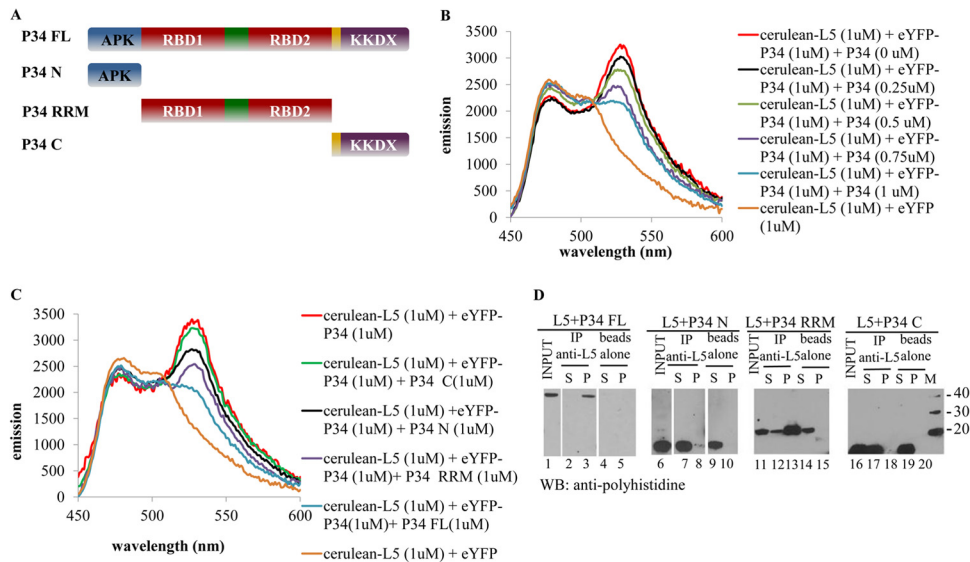 A
P34 FL
APK
RBD1
RBD2
KKDX
P34 N
APK
P34 RRM
RBD1
RBD2
P34 C
KKDX
B
emission
3500
3000
2500
2000
1500
1000
500
0
450
500
550
600
wavelength (nm)
cerulean-L5 (1uM) + eYFP-
P34 (1uM) + P34 (0 uM)
cerulean-L5 (1uM) + eYFP-
P34 (1uM) + P34 (0.25uM)
cerulean-L5 (1uM) + eYFP-
P34 (1uM) + P34 (0.5 uM)
cerulean-L5 (1uM) + eYFP-
P34 (1uM) + P34 (0.75uM)
cerulean-L5 (1uM) + eYFP-
P34 (1uM) + P34 (1 uM)
cerulean-L5 (1uM) + eYFP
(1uM)
C
emission
3500
3000
2500
2000
1500
1000
500
0
450
500
550
600
wavelength (nm)
cerulean-L5 (1uM) + eYFP-
P34 (1uM)
cerulean-L5 (1uM) + eYFP-
P34 (1uM) + P34 C(1uM)
cerulean-L5 (1uM) +eYFP-
P34 (1uM) + P34 N (1uM)
cerulean-L5 (1uM) + eYFP-
P34 (1uM)+ P34 RRM (1uM)
cerulean-L5 (1uM) + eYFP-
P34(1uM)+ P34 FL(1uM)
cerulean-L5 (1uM) + eYFP
D
L5+P34 FL
INPUT
IP
anti-L5
beads
alone
S P S P
1 2 3 4 5
L5+P34 N
INPUT
IP
anti-L5
beads
alone
S P S P
6 7 8 9 10
L5+P34 RRM
INPUT
IP
anti-L5
beads
alone
S P S P
11 12 13 14 15
L5+P34 C
INPUT
IP
anti-L5
beads
alone
S P S P M
16 17 18 19 20
- 40
- 30
- 20
WB: anti-polyhistidine